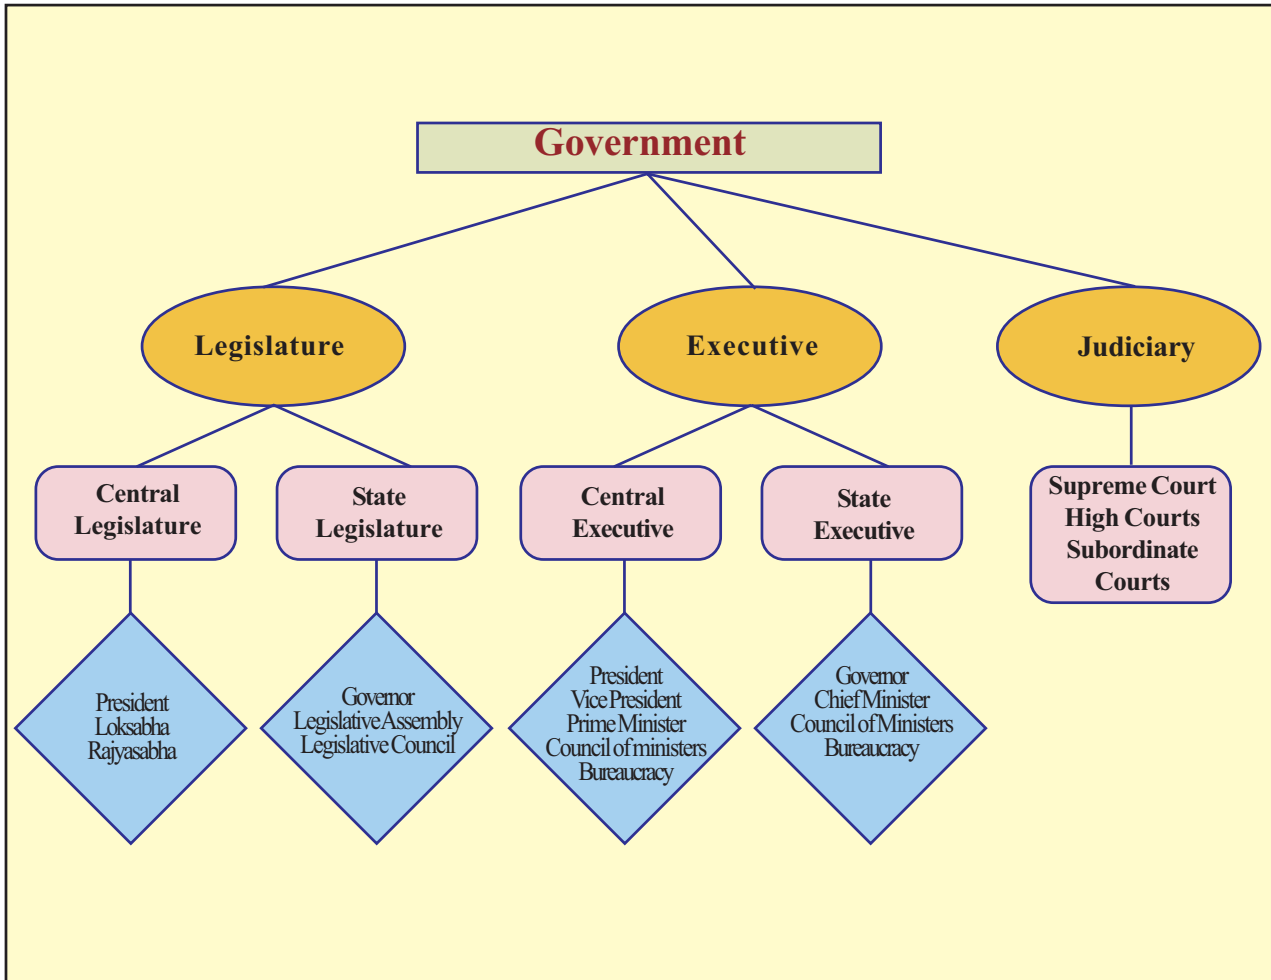 Government
Legislature
Executive
Judiciary
Central
Legislature
State
Legislature
Central
Executive
State
Executive
Supreme Court
High Courts
Subordinate
Courts
President
Loksabha
Rajyasabha
Governor
Legislative Assembly
Legislative Council
President
Vice President
Prime Minister
Council of ministers
Bureaucracy
Governor
Chief Minister
Council of Ministers
Bureaucracy